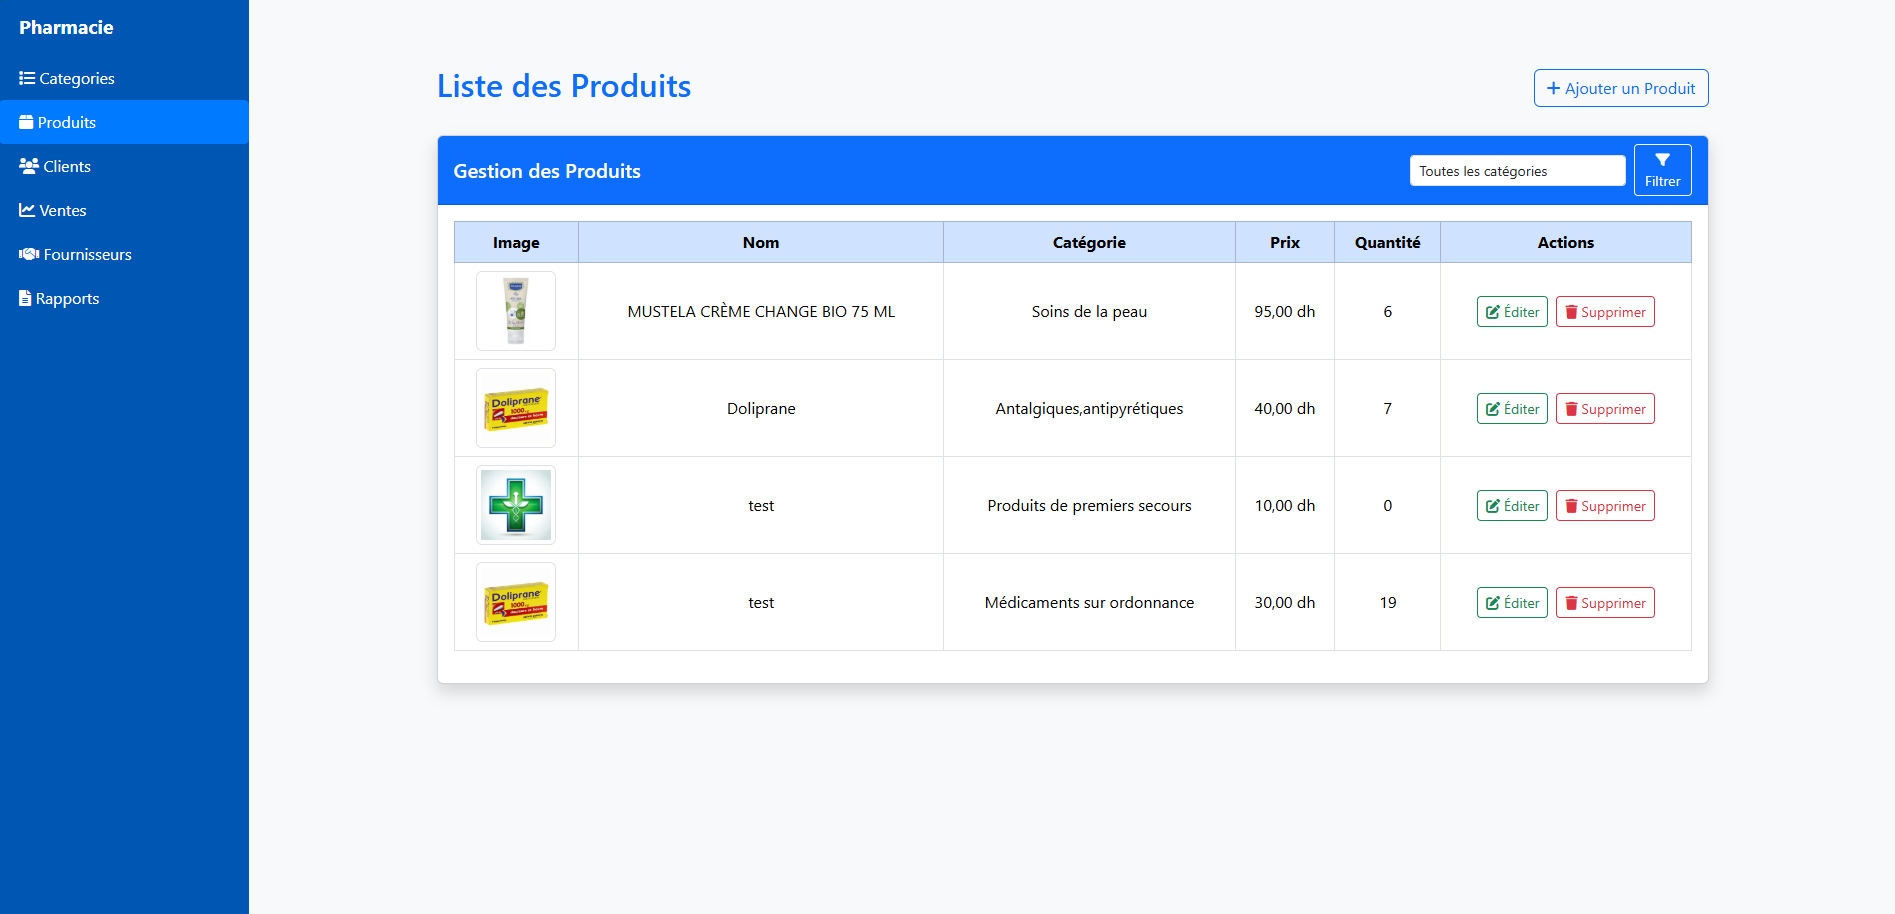 Pharmacie
Categories
Produits
Clients
Ventes
Fournisseurs
Rapports
Liste des Produits
Ajouter un Produit
Gestion des Produits
Toutes les catégories
Filtrer
Image Nom Catégorie Prix Quantité Actions
MUSTELA CRÈME CHANGE BIO 75 ML Soins de la peau 95,00 dh 6 Éditer Supprimer
Doliprane
1000
Doliprane Antalgiques,antipyrétiques 40,00 dh 7 Éditer Supprimer
test Produits de premiers secours 10,00 dh 0 Éditer Supprimer
Doliprane
1000
test Médicaments sur ordonnance 30,00 dh 19 Éditer Supprimer